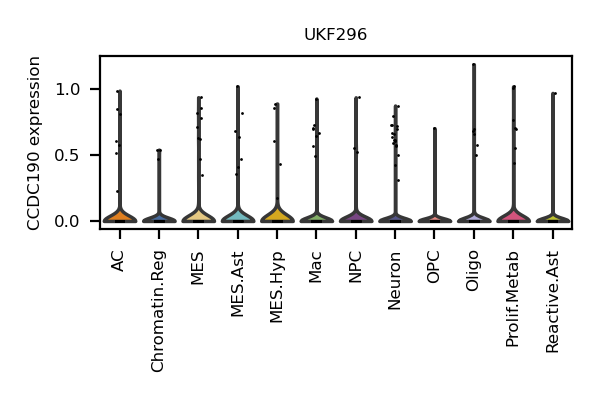 UKF296
CCDC190 expression
1.0
0.5
0.0
AC
Chromatin.Reg
MES
MES.Ast
MES.Hyp
Mac
NPC
Neuron
OPC
Oligo
Prolif.Metab
Reactive.Ast